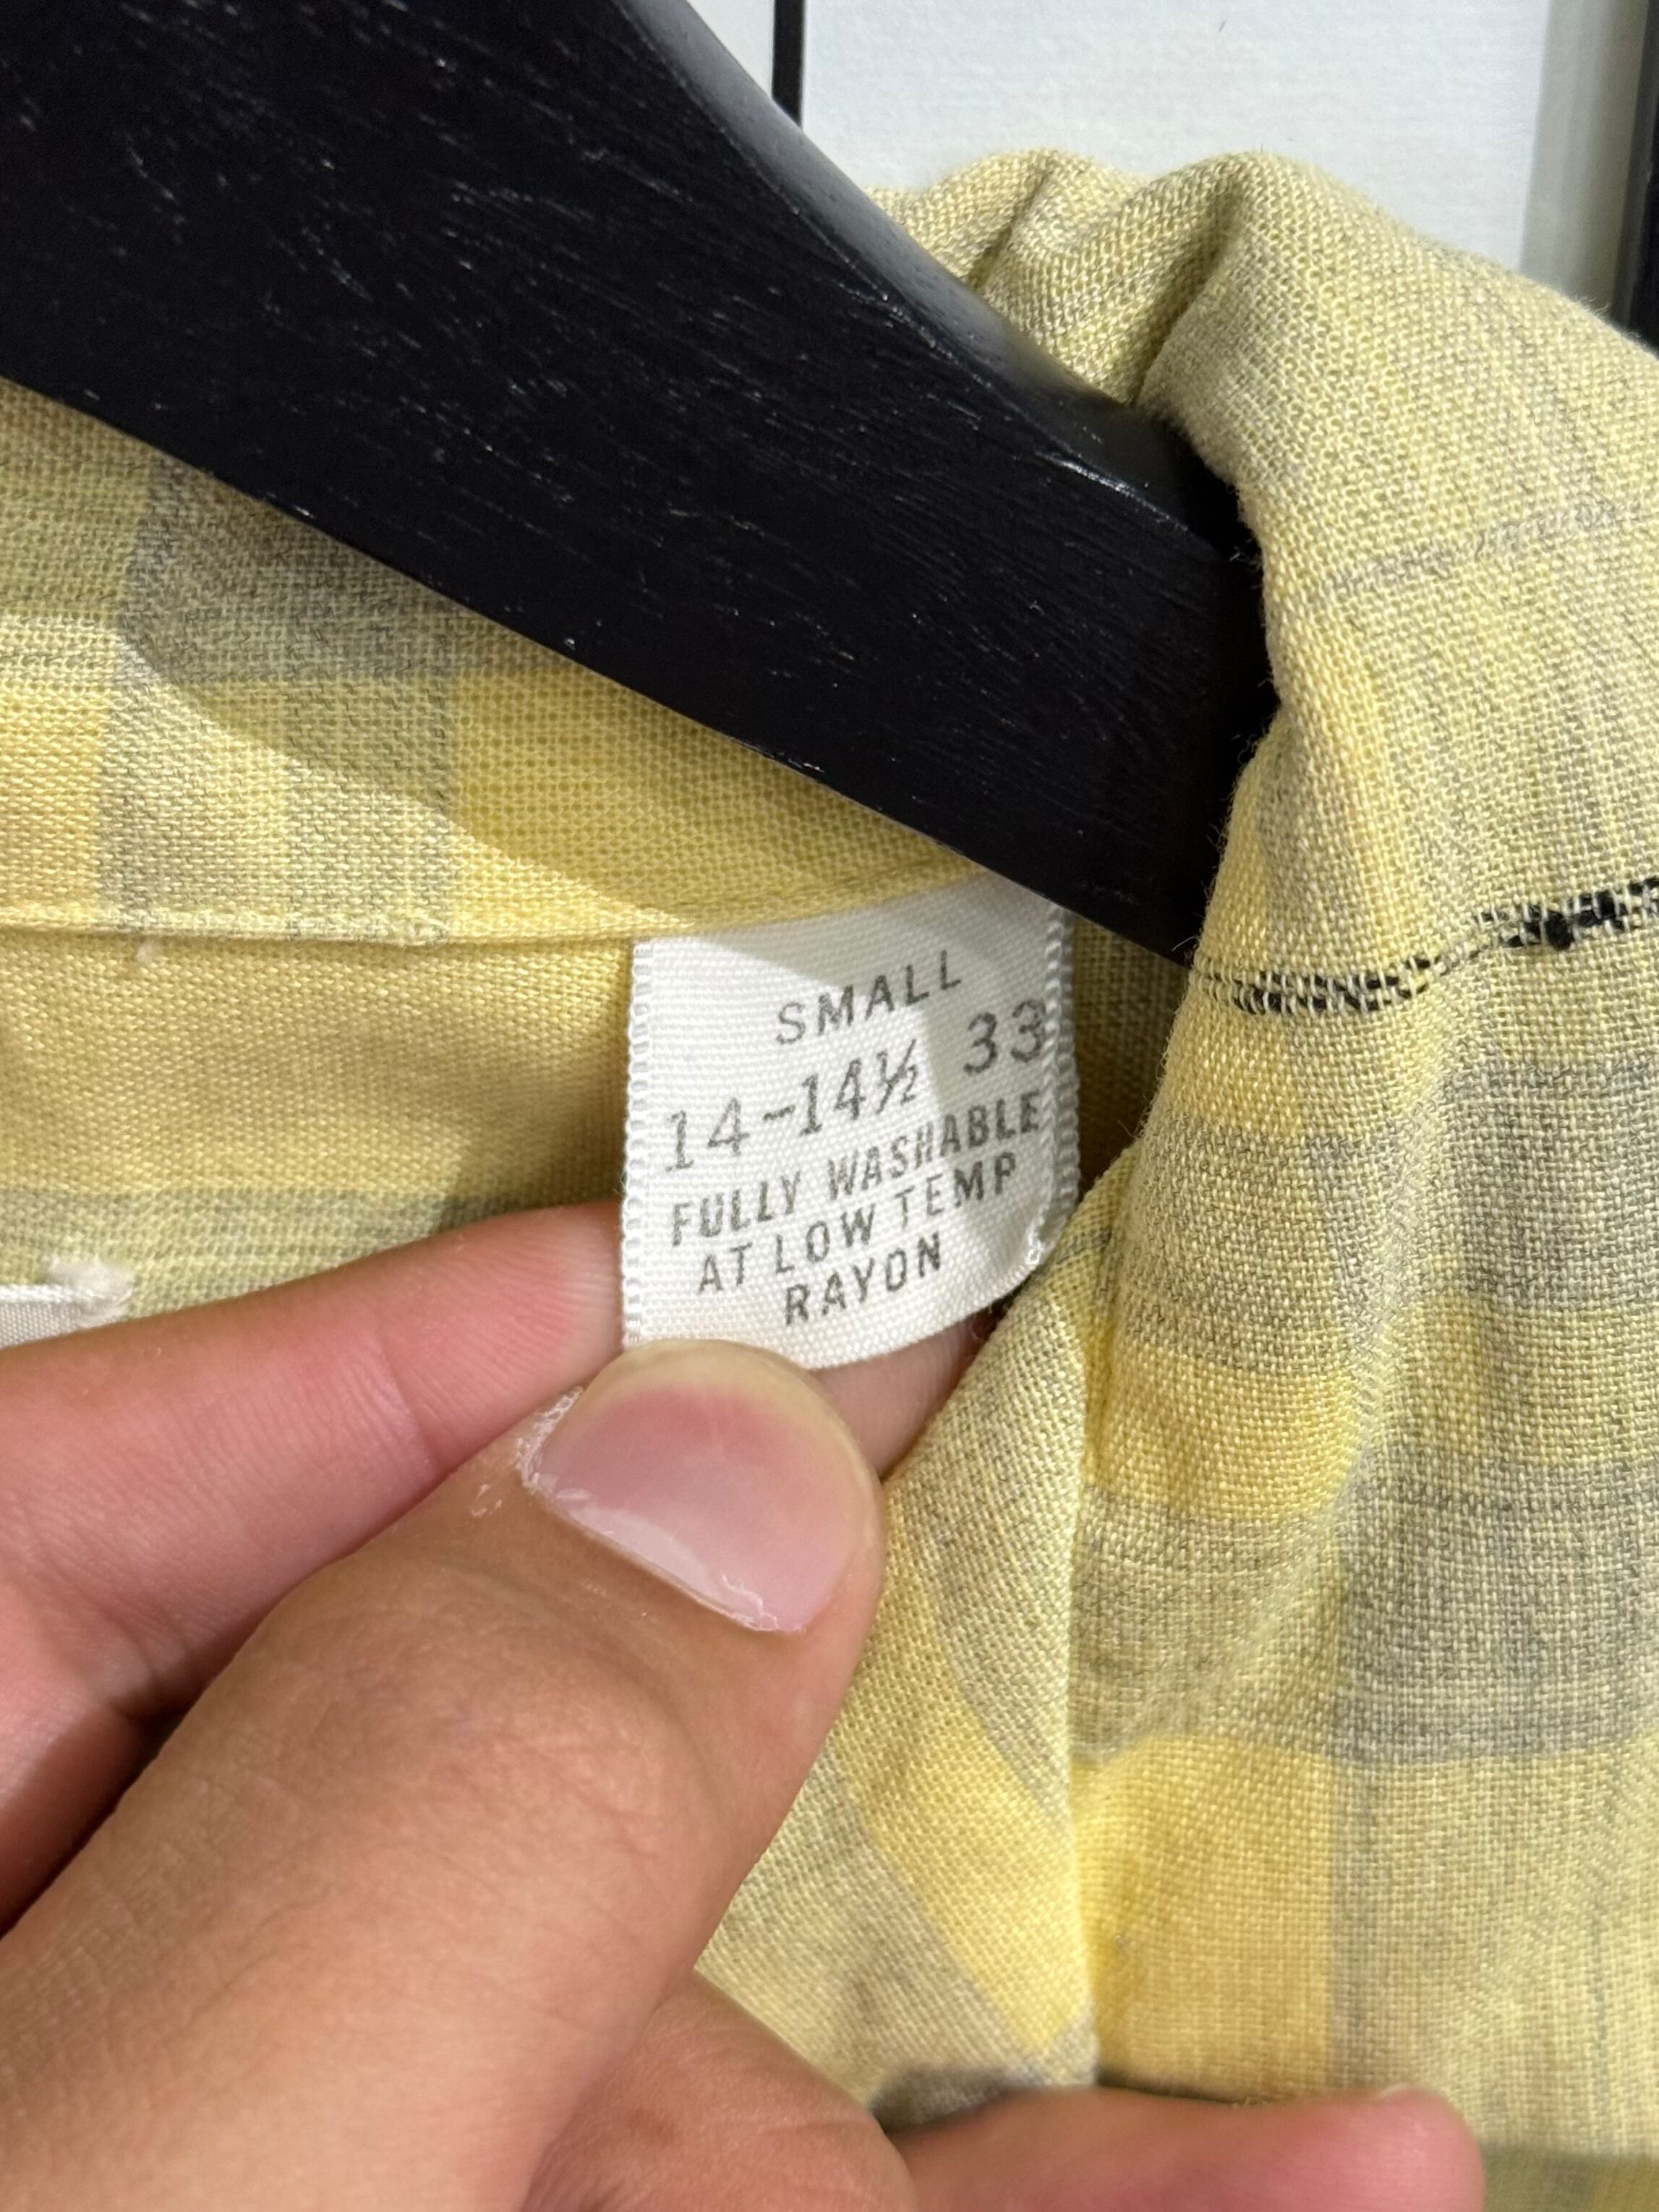 SMALL
14-14½ 33
FULLY WASHABLE
AT LOW TEMP
RAYON